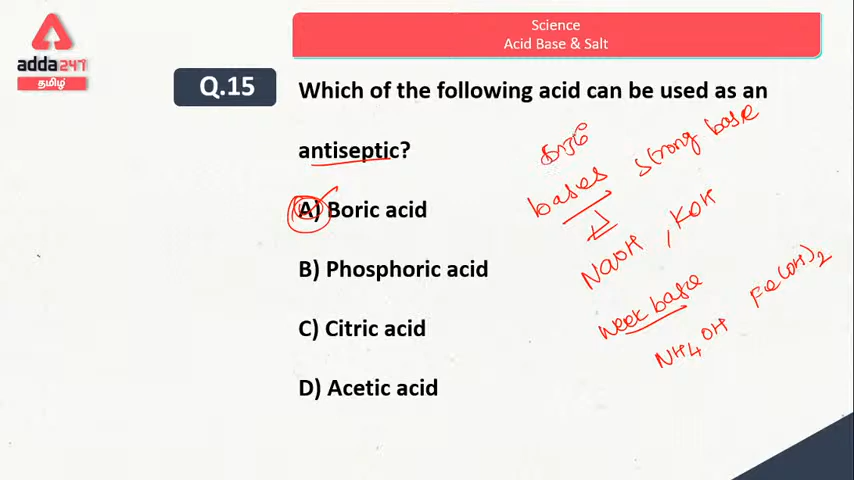 Science
Acid Base & Salt
adda247
தமிழ்
Q.15
Which of the following acid can be used as an
antiseptic?
A) Boric acid
B) Phosphoric acid
C) Citric acid
D) Acetic acid
strong base
bases
NaOH , KOH
week base
NH4OH Fe(OH)2